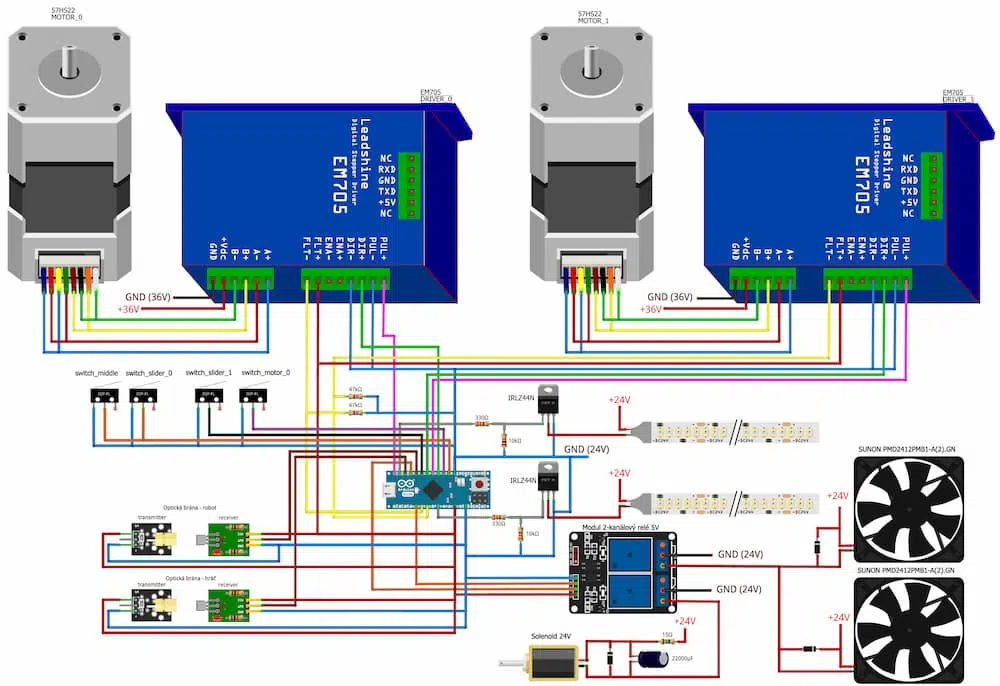 57HS22
MOTOR_0
57HS22
MOTOR_1
EM705
DRIVER_0
EM705
DRIVER_1
Leadshine
Digital Stepper Driver
EM705
NC
RXD
GND
TXD
+5V
NC
GND
+Vdc
B-
B+
A-
A+
FLT-
FLT+
ENA-
ENA+
DIR-
DIR+
PUL-
PUL+
Leadshine
Digital Stepper Driver
EM705
NC
RXD
GND
TXD
+5V
NC
GND
+Vdc
B-
B+
A-
A+
FLT-
FLT+
ENA-
ENA+
DIR-
DIR+
PUL-
PUL+
GND (36V)
+36V
GND (36V)
+36V
switch_middle
switch_slider_0
switch_slider_1
switch_motor_0
47kΩ
47kΩ
330Ω
10kΩ
IRLZ44N
+24V
GND (24V)
IRLZ44N
+24V
330Ω
10kΩ
SUNON PMD2412PMB1-A(2).GN
+24V
Optická brána - robot
transmitter
receiver
Modul 2-kanálový relé 5V
GND (24V)
GND (24V)
SUNON PMD2412PMB1-A(2).GN
+24V
Optická brána - hráč
transmitter
receiver
Solenoid 24V
+24V
15Ω
22000µF